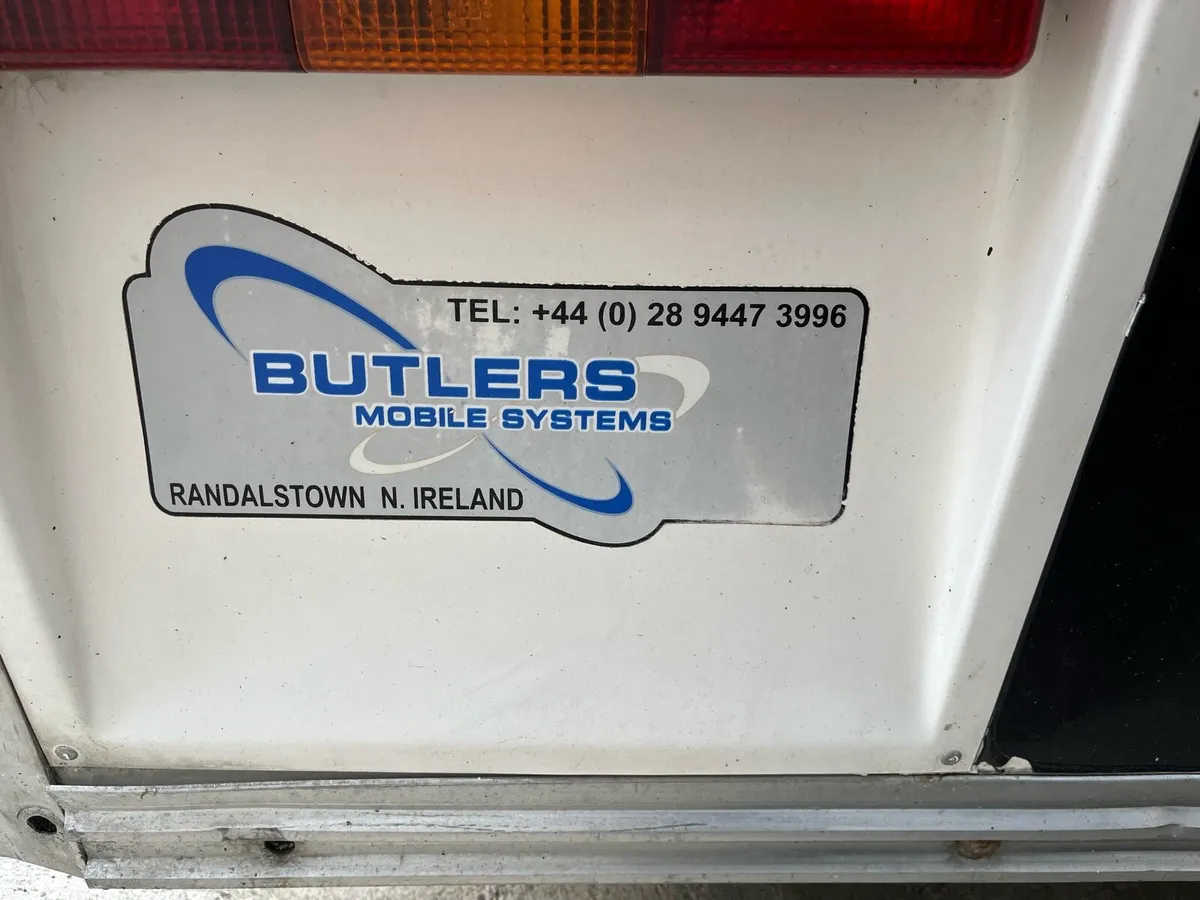 TEL: +44 (0) 28 9447 3996
BUTLERS
MOBILE SYSTEMS
RANDALSTOWN N. IRELAND